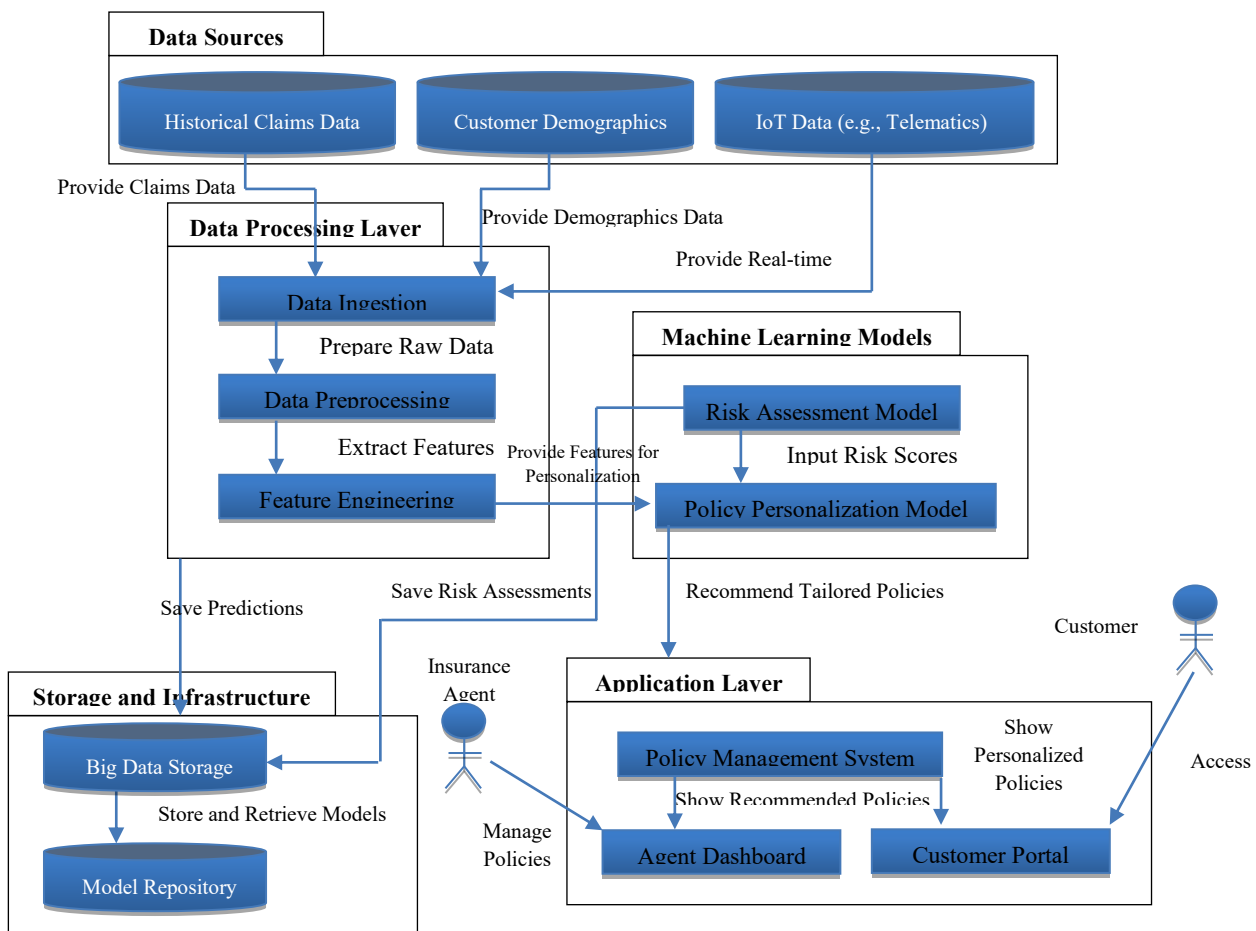 Data Sources
Historical Claims Data
Customer Demographics
IoT Data (e.g., Telematics)
Provide Claims Data
Provide Demographics Data
Data Processing Layer
Provide Real-time
Data Ingestion
Prepare Raw Data
Machine Learning Models
Data Preprocessing
Risk Assessment Model
Extract Features
Provide Features for
Personalization
Input Risk Scores
Feature Engineering
Policy Personalization Model
Save Predictions
Save Risk Assessments
Recommend Tailored Policies
Customer
Insurance
Agent
Storage and Infrastructure
Application Layer
Big Data Storage
Policy Management System
Show
Personalized
Policies
Access
Store and Retrieve Models
Show Recommended Policies
Manage
Policies
Agent Dashboard
Customer Portal
Model Repository